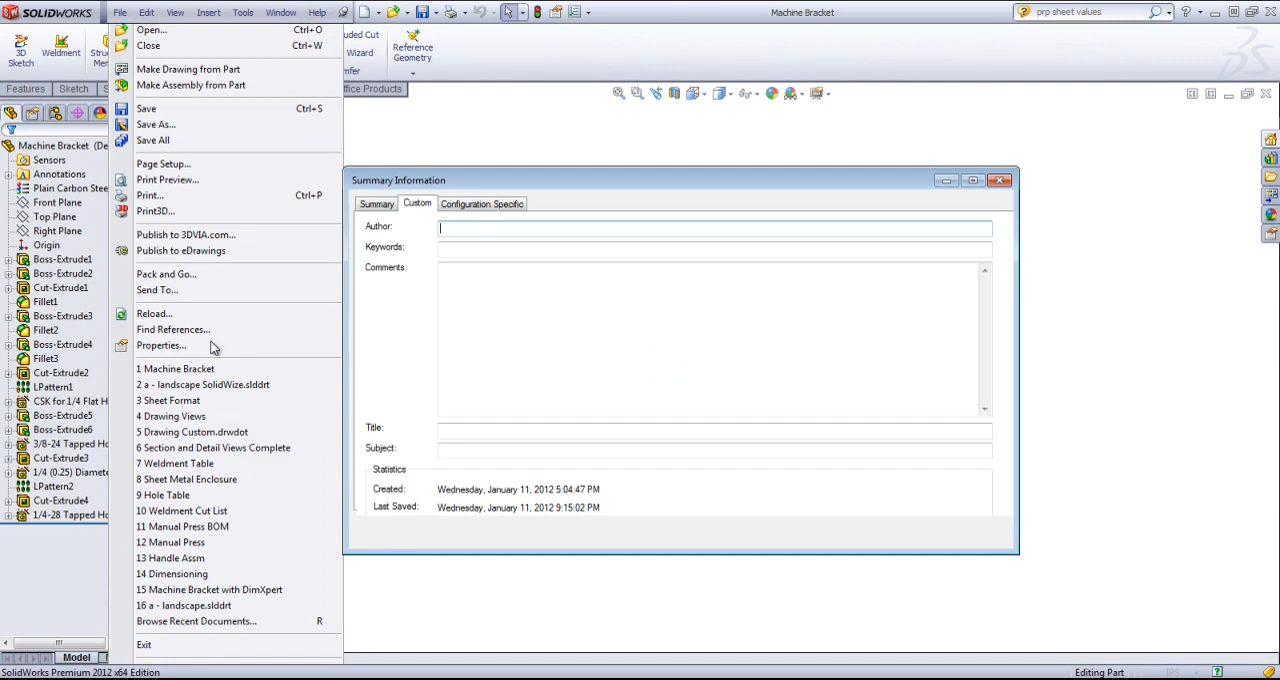 SOLIDWORKS
File
Edit
View
Insert
Tools
Window
Help
Machine Bracket
prp sheet values
3D
Sketch
Weldment
uded Cut
Wizard
Reference
Geometry
Features
Sketch
ffice Products
Open... Ctrl+O
Close Ctrl+W
Make Drawing from Part
Make Assembly from Part
Save Ctrl+S
Save As...
Save All
Page Setup...
Print Preview...
Print... Ctrl+P
Print3D...
Publish to 3DVIA.com...
Publish to eDrawings
Pack and Go...
Send To...
Reload...
Find References...
Properties...
1 Machine Bracket
2 a - landscape SolidWize.slddrt
3 Sheet Format
4 Drawing Views
5 Drawing Custom.drwdot
6 Section and Detail Views Complete
7 Weldment Table
8 Sheet Metal Enclosure
9 Hole Table
10 Weldment Cut List
11 Manual Press BOM
12 Manual Press
13 Handle Assm
14 Dimensioning
15 Machine Bracket with DimXpert
16 a - landscape.slddrt
Browse Recent Documents... R
Exit
Machine Bracket (De
Sensors
Annotations
Plain Carbon Stee
Front Plane
Top Plane
Right Plane
Origin
Boss-Extrude1
Boss-Extrude2
Cut-Extrude1
Fillet1
Boss-Extrude3
Fillet2
Boss-Extrude4
Fillet3
Cut-Extrude2
LPattern1
CSK for 1/4 Flat H
Boss-Extrude5
Boss-Extrude6
3/8-24 Tapped Ho
Cut-Extrude3
1/4 (0.25) Diamete
LPattern2
Cut-Extrude4
1/4-28 Tapped Ho
Summary Information
Summary
Custom
Configuration Specific
Author:
Keywords:
Comments:
Title:
Subject:
Statistics
Created: Wednesday, January 11, 2012 5:04:47 PM
Last Saved: Wednesday, January 11, 2012 9:15:02 PM
Model
SolidWorks Premium 2012 x64 Edition
Editing Part